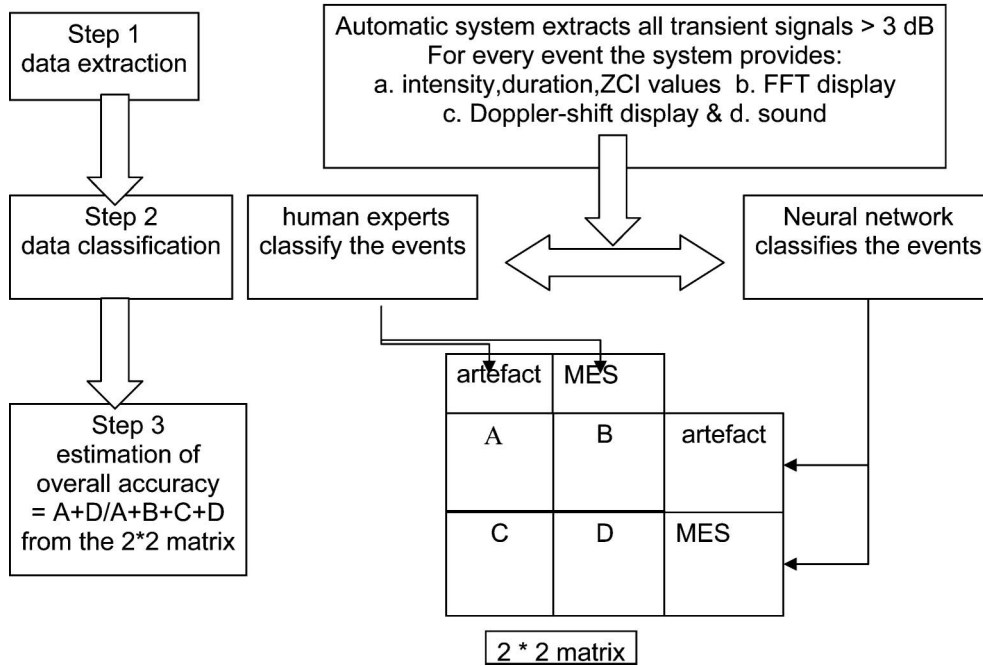 Step 1
data extraction
Automatic system extracts all transient signals > 3 dB
For every event the system provides:
a. intensity,duration,ZCI values b. FFT display
c. Doppler-shift display & d. sound
Step 2
data classification
human experts
classify the events
Neural network
classifies the events
Step 3
estimation of
overall accuracy
= A+D/A+B+C+D
from the 2*2 matrix
artefact MES
A B artefact
C D MES
2 * 2 matrix